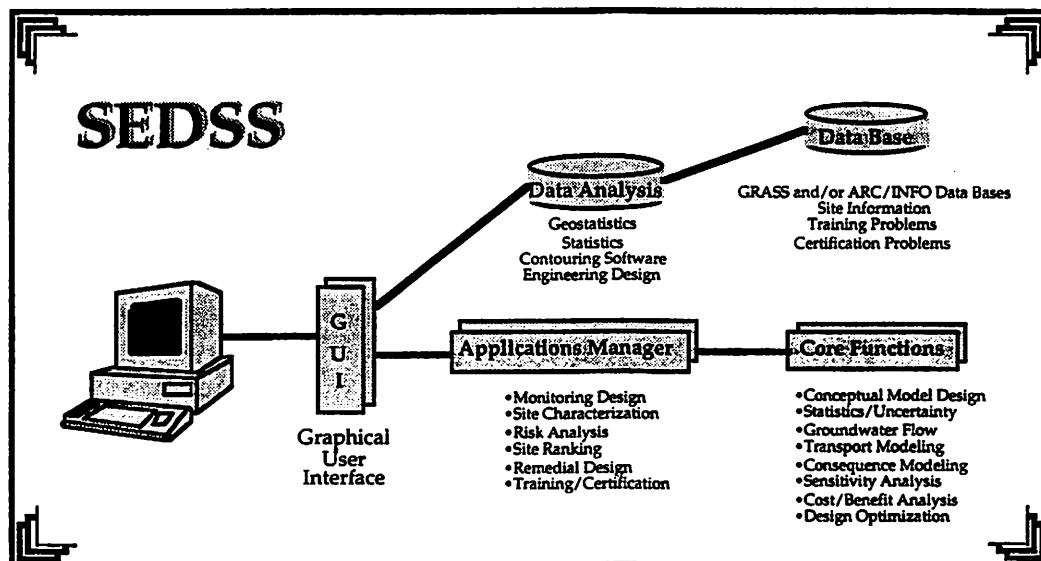 SEDSS
Data Base
GRASS and/or ARC/INFO Data Bases
Site Information
Training Problems
Certification Problems
Data Analysis
Geostatistics
Statistics
Contouring Software
Engineering Design
G
U
I
Graphical
User
Interface
Applications Manager
•Monitoring Design
•Site Characterization
•Risk Analysis
•Site Ranking
•Remedial Design
•Training/Certification
Core Functions
•Conceptual Model Design
•Statistics/Uncertainty
•Groundwater Flow
•Transport Modeling
•Consequence Modeling
•Sensitivity Analysis
•Cost/Benefit Analysis
•Design Optimization